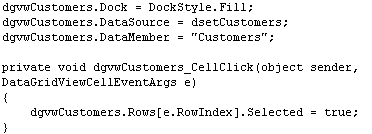 dgvwCustomers.Dock = DockStyle.Fill;
dgvwCustomers.DataSource = dsetCustomers;
dgvwCustomers.DataMember = "Customers";
private void dgvwCustomers_CellClick(object sender,
DataGridViewCellEventArgs e)
{
    dgvwCustomers.Rows[e.RowIndex].Selected = true;
}